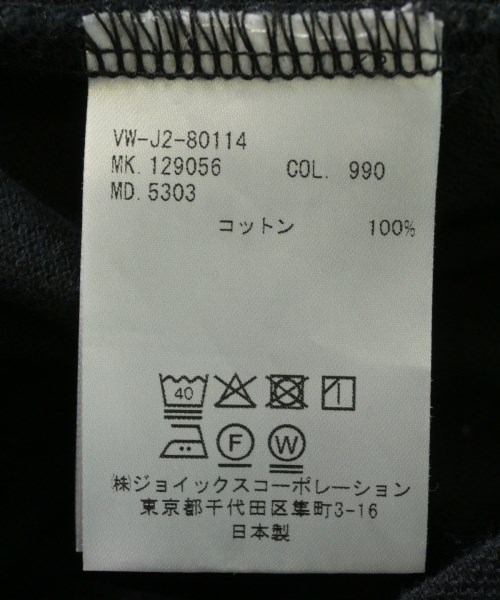 VW-J2-80114
MK. 129056 COL. 990
MD. 5303
コットン 100%
40
F W
㈱ジョイックスコーポレーション
東京都千代田区隼町3-16
日本製